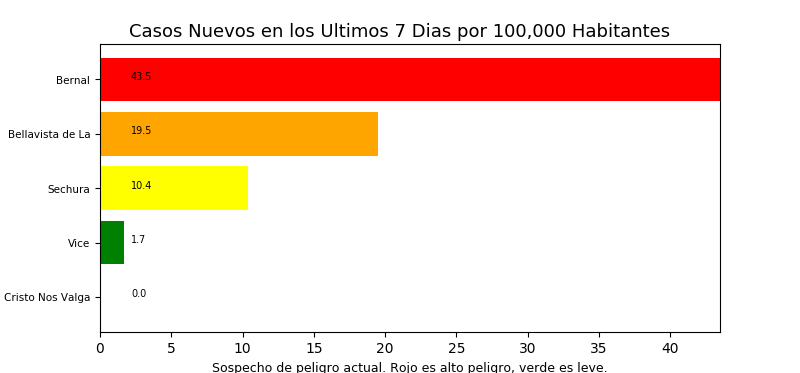 Casos Nuevos en los Ultimos 7 Dias por 100,000 Habitantes
Bernal 43.5
Bellavista de La 19.5
Sechura 10.4
Vice 1.7
Cristo Nos Valga 0.0
0 5 10 15 20 25 30 35 40
Sospecho de peligro actual. Rojo es alto peligro, verde es leve.